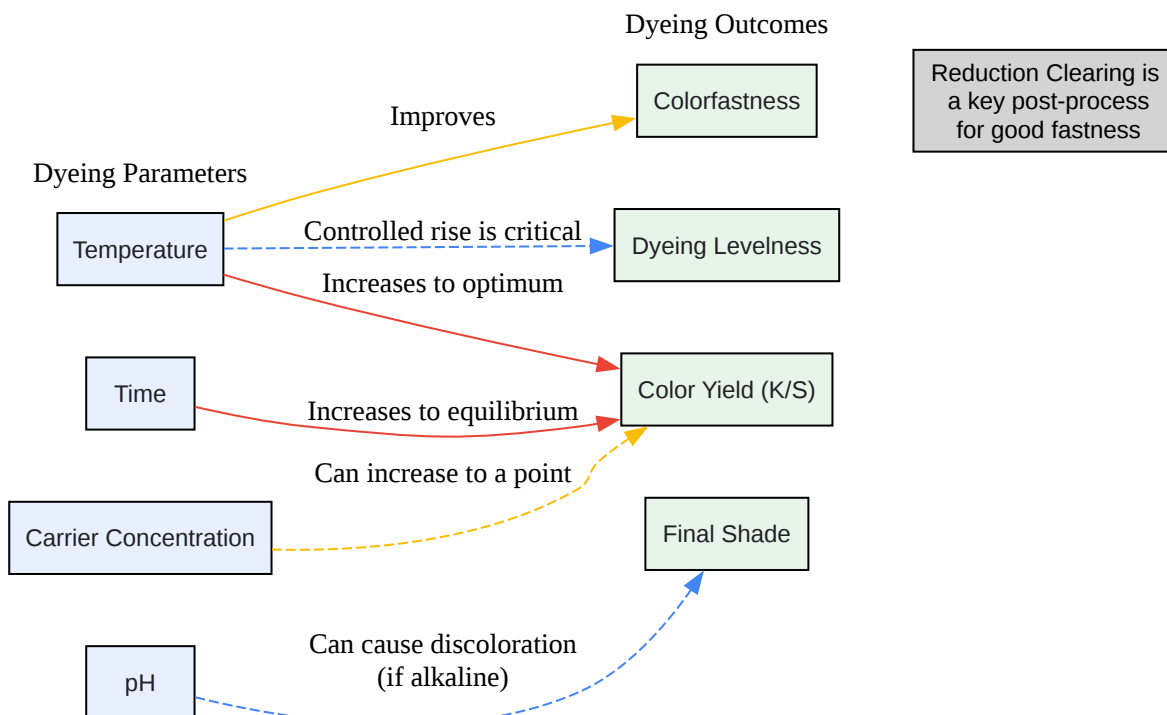 Dyeing Outcomes
Reduction Clearing is
a key post-process
for good fastness
Colorfastness
Improves
Dyeing Parameters
Temperature
Controlled rise is critical
Dyeing Levelness
Increases to optimum
Time
Increases to equilibrium
Color Yield (K/S)
Can increase to a point
Carrier Concentration
Final Shade
Can cause discoloration
(if alkaline)
pH